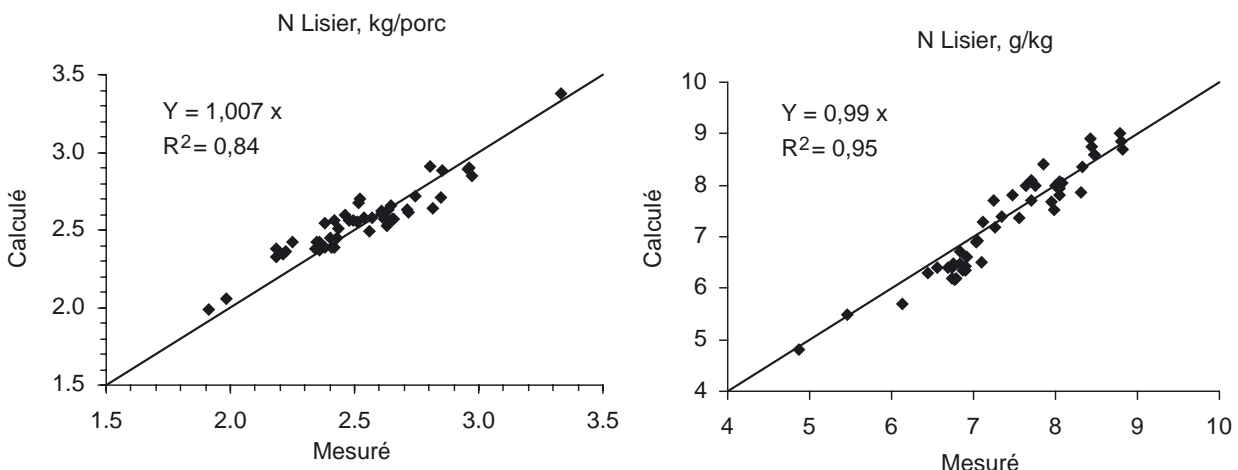 N Lisier, kg/porc
3.5
3.0
2.5
2.0
1.5
Calculé
Y = 1,007 x
R2 = 0,84
1.5 2.0 2.5 3.0 3.5
Mesuré
N Lisier, g/kg
10
9
8
7
6
5
4
Calculé
Y = 0,99 x
R2 = 0,95
4 5 6 7 8 9 10
Mesuré